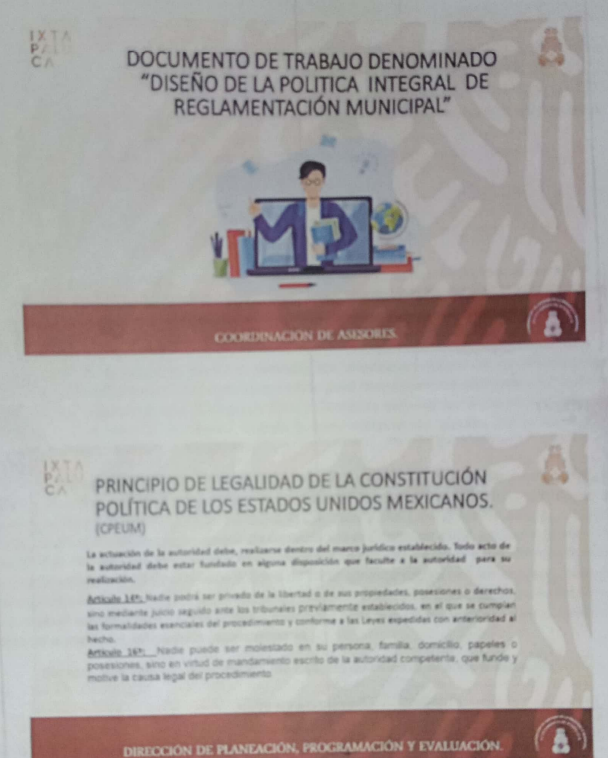 IXTA
PALU
CA
DOCUMENTO DE TRABAJO DENOMINADO
“DISEÑO DE LA POLITICA INTEGRAL DE
REGLAMENTACIÓN MUNICIPAL”
COORDINACIÓN DE ASESORES.
IXTA
PALU
CA
PRINCIPIO DE LEGALIDAD DE LA CONSTITUCIÓN
POLÍTICA DE LOS ESTADOS UNIDOS MEXICANOS.
(CPEUM)
La actuación de la autoridad debe, realizarse dentro del marco jurídico establecido. Todo acto de
la autoridad debe estar fundado en alguna disposición que faculte a la autoridad para su
realización.
Artículo 14º: Nadie podrá ser privado de la libertad o de sus propiedades, posesiones o derechos,
sino mediante juicio seguido ante los tribunales previamente establecidos, en el que se cumplan
las formalidades esenciales del procedimiento y conforme a las Leyes expedidas con anterioridad al
hecho.
Artículo 16º: Nadie puede ser molestado en su persona, familia, domicilio, papeles o
posesiones, sino en virtud de mandamiento escrito de la autoridad competente, que funde y
motive la causa legal del procedimiento.
DIRECCIÓN DE PLANEACIÓN, PROGRAMACIÓN Y EVALUACIÓN.